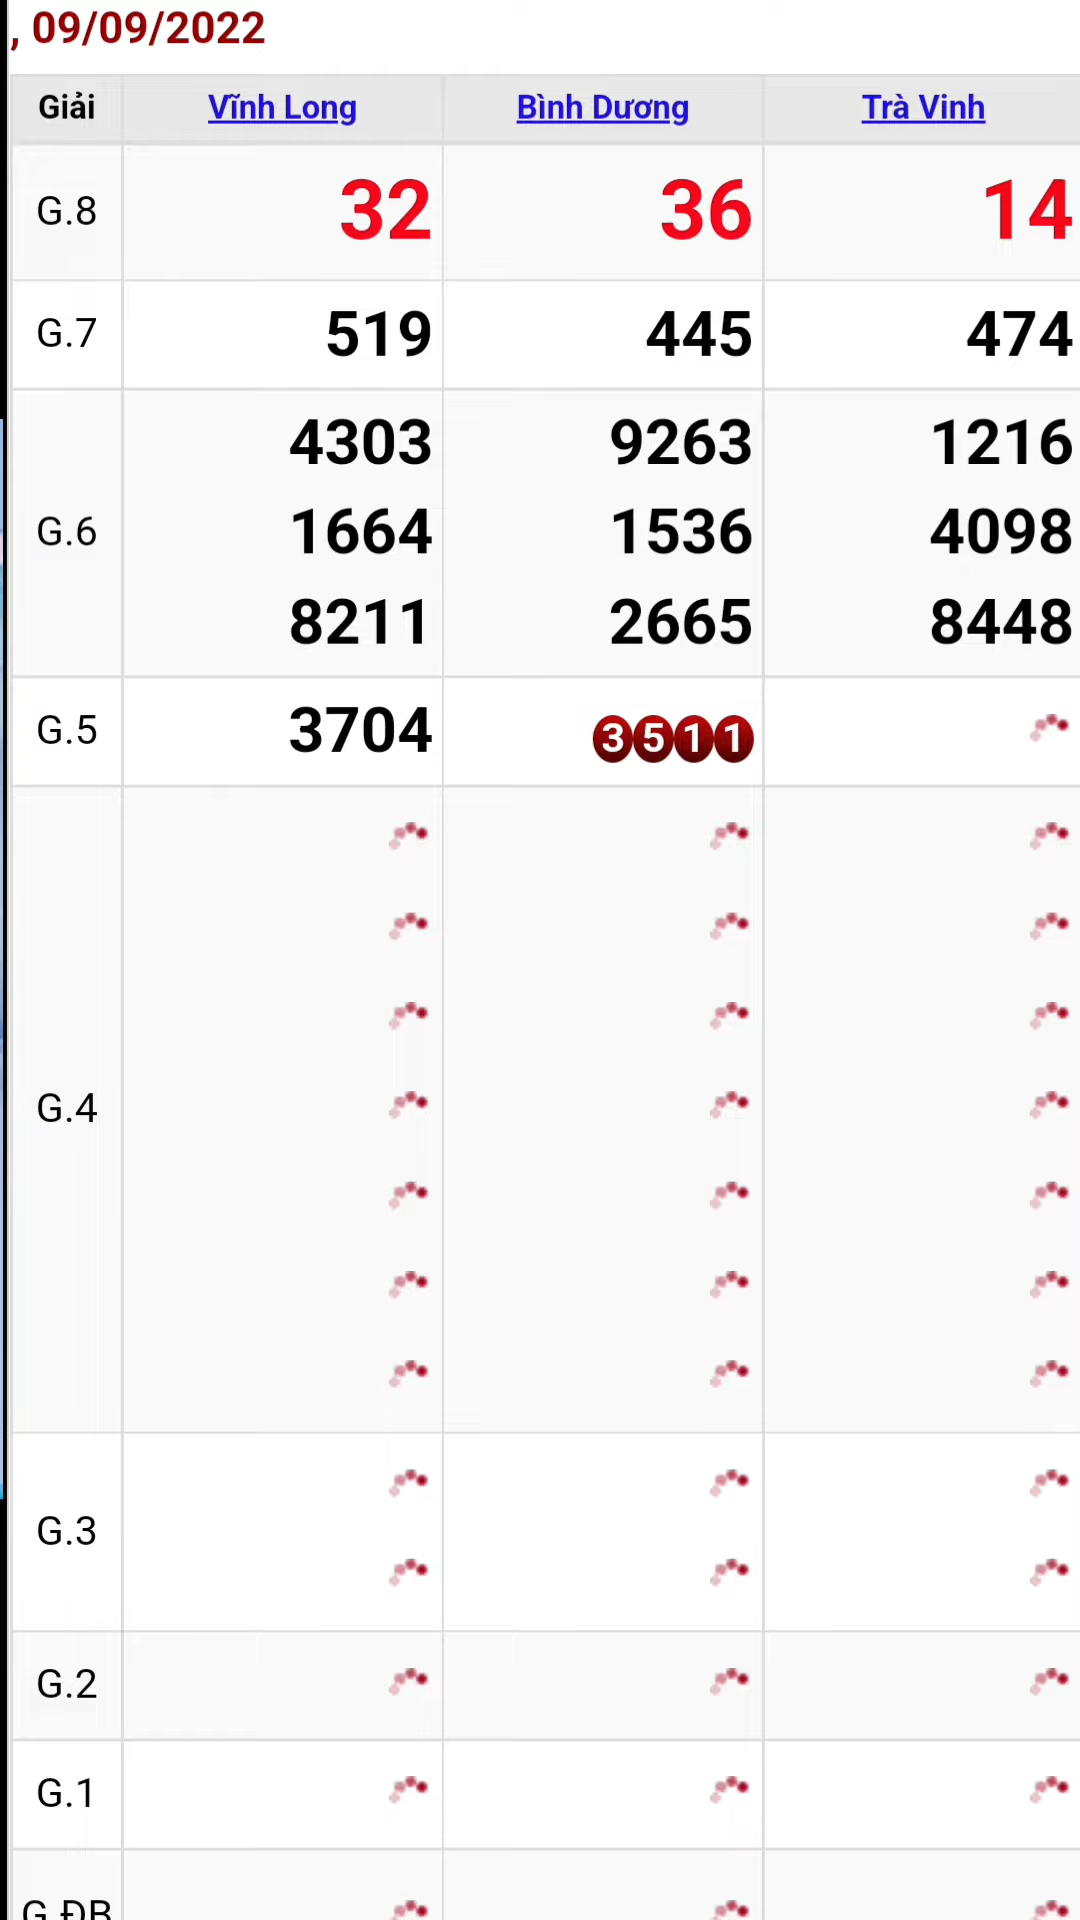 , 09/09/2022
Giải Vĩnh Long Bình Dương Trà Vinh
G.8 32 36 14
G.7 519 445 474
4303 9263 1216
G.6 1664 1536 4098
8211 2665 8448
G.5 3704 3511
G.4
G.3
G.2
G.1
G.ĐB